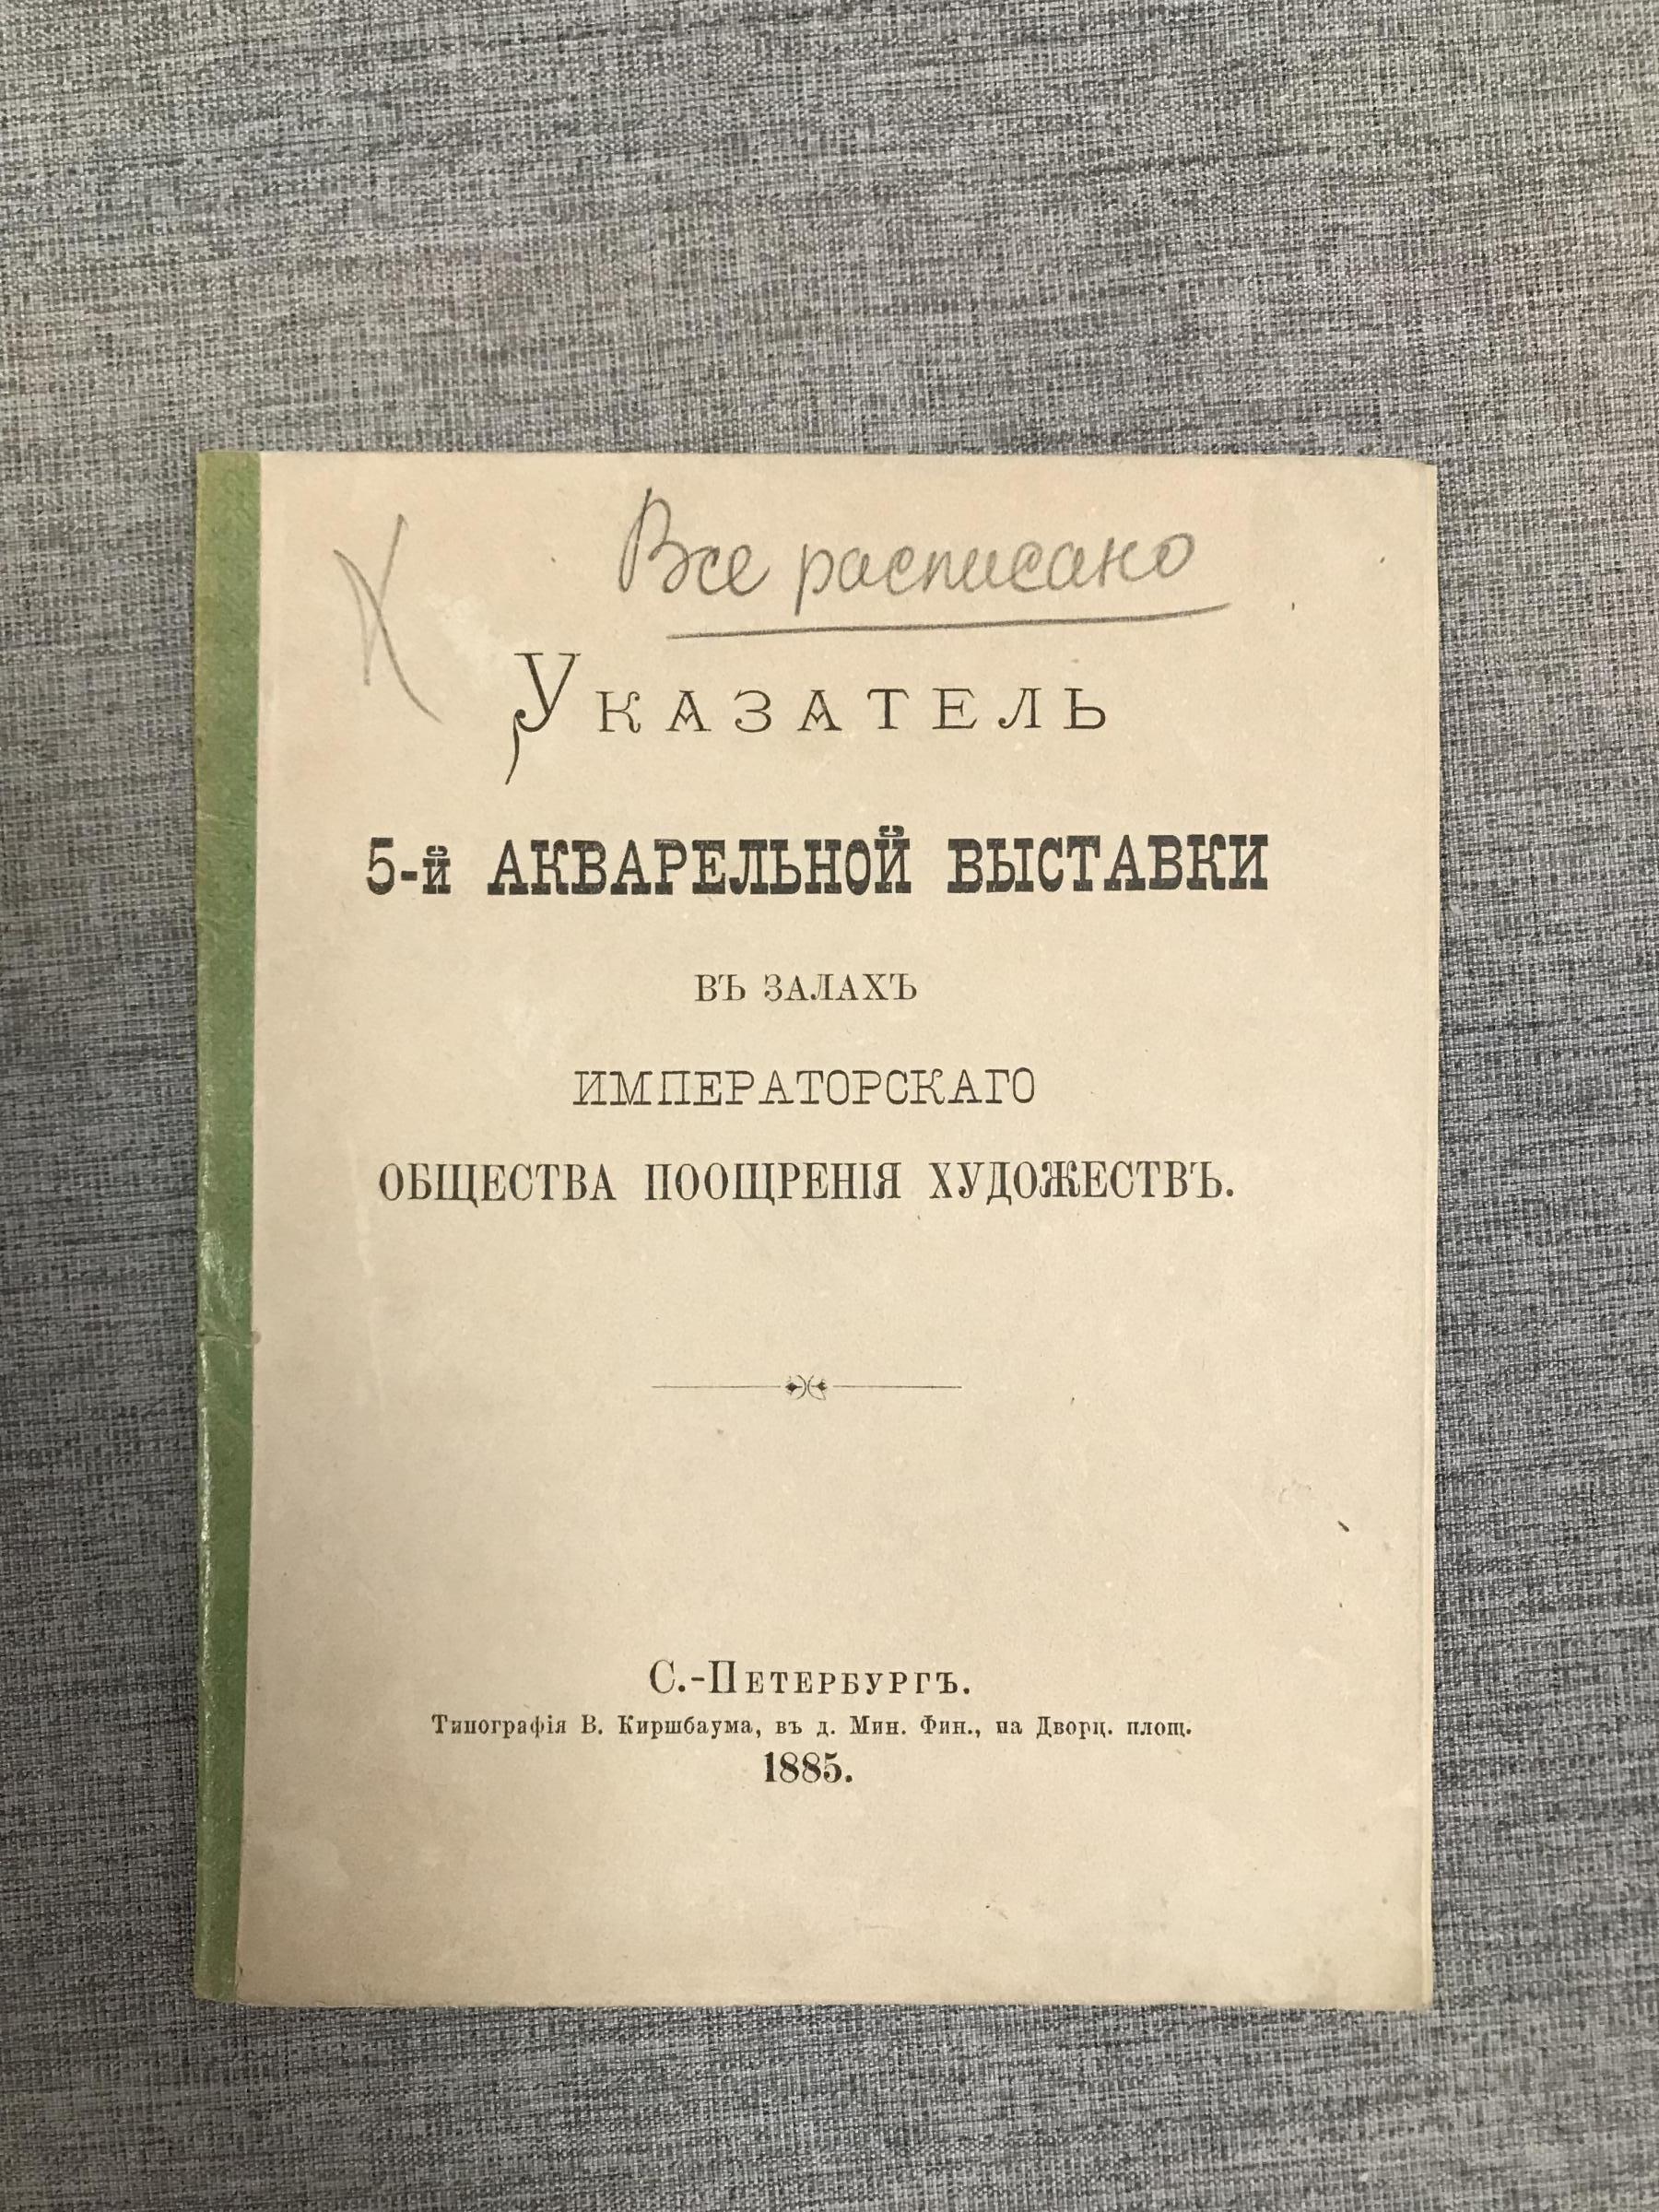 Все расписано
Указатель
5-й АКВАРЕЛЬНОЙ ВЫСТАВКИ
ВЪ ЗАЛАХЪ
ИМПЕРАТОРСКАГО
ОБЩЕСТВА ПООЩРЕНІЯ ХУДОЖЕСТВЪ.
С.-Петербургъ.
Типографія В. Киршбаума, въ д. Мин. Фин., на Дворц. площ.
1885.